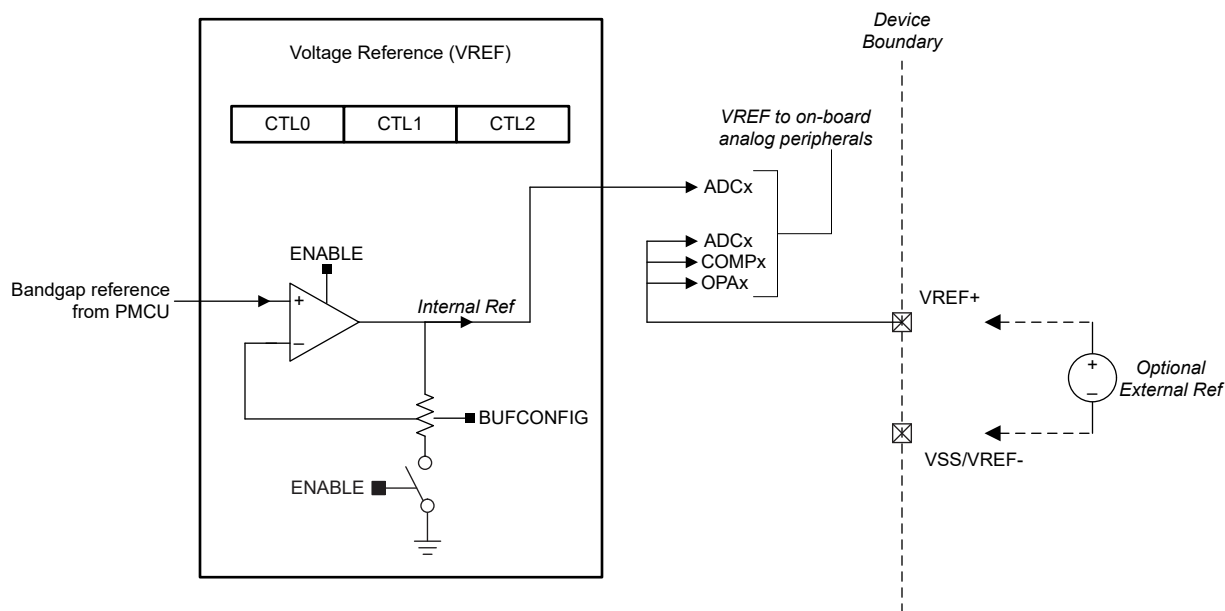 Device
Boundary
Voltage Reference (VREF)
CTL0 CTL1 CTL2
VREF to on-board
analog peripherals
ADCx
ADCx
COMPx
OPAx
ENABLE
Bandgap reference
from PMCU
+
–
Internal Ref
BUFCONFIG
ENABLE
VREF+
+
–
Optional
External Ref
VSS/VREF-